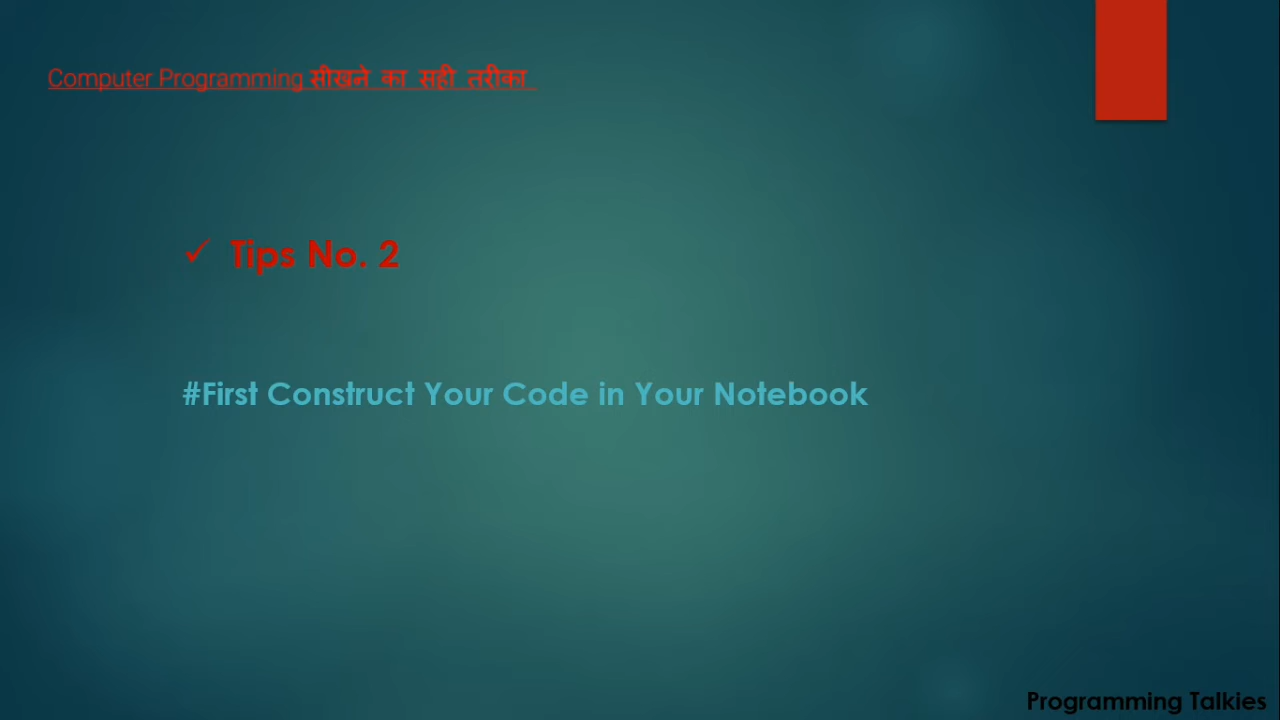 Computer Programming सीखने का सही तरीका
✓ Tips No. 2
#First Construct Your Code in Your Notebook
Programming Talkies